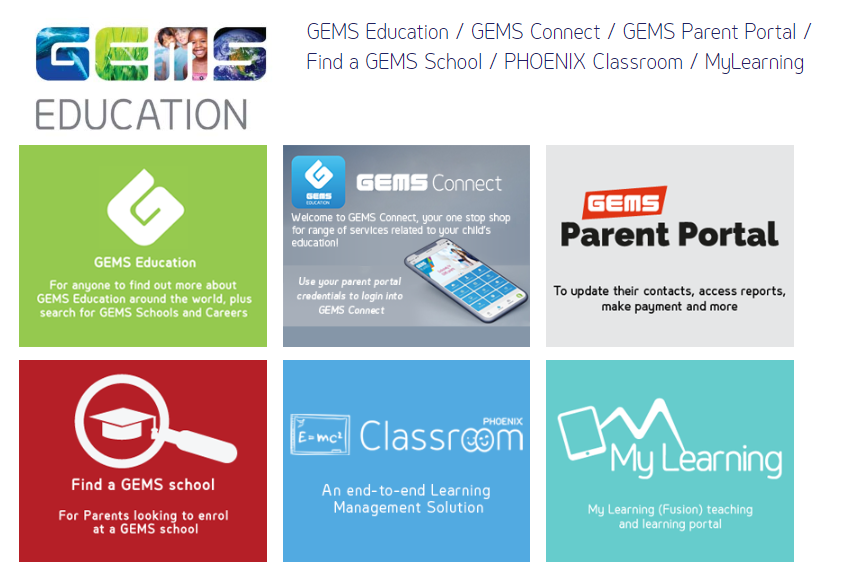 GEMS
EDUCATION
GEMS Education / GEMS Connect / GEMS Parent Portal /
Find a GEMS School / PHOENIX Classroom / MyLearning
GEMS Education
For anyone to find out more about
GEMS Education around the world, plus
search for GEMS Schools and Careers
GEMS
EDUCATION
GEMS Connect
Welcome to GEMS Connect, your one stop shop
for range of services related to your child's
education!
Use your parent portal
credentials to login into
GEMS Connect
GEMS
Parent Portal
To update their contacts, access reports,
make payment and more
Find a GEMS school
For Parents looking to enrol
at a GEMS school
E=mc²
PHOENIX
Classroom
An end-to-end Learning
Management Solution
My Learning
My Learning (Fusion) teaching
and learning portal